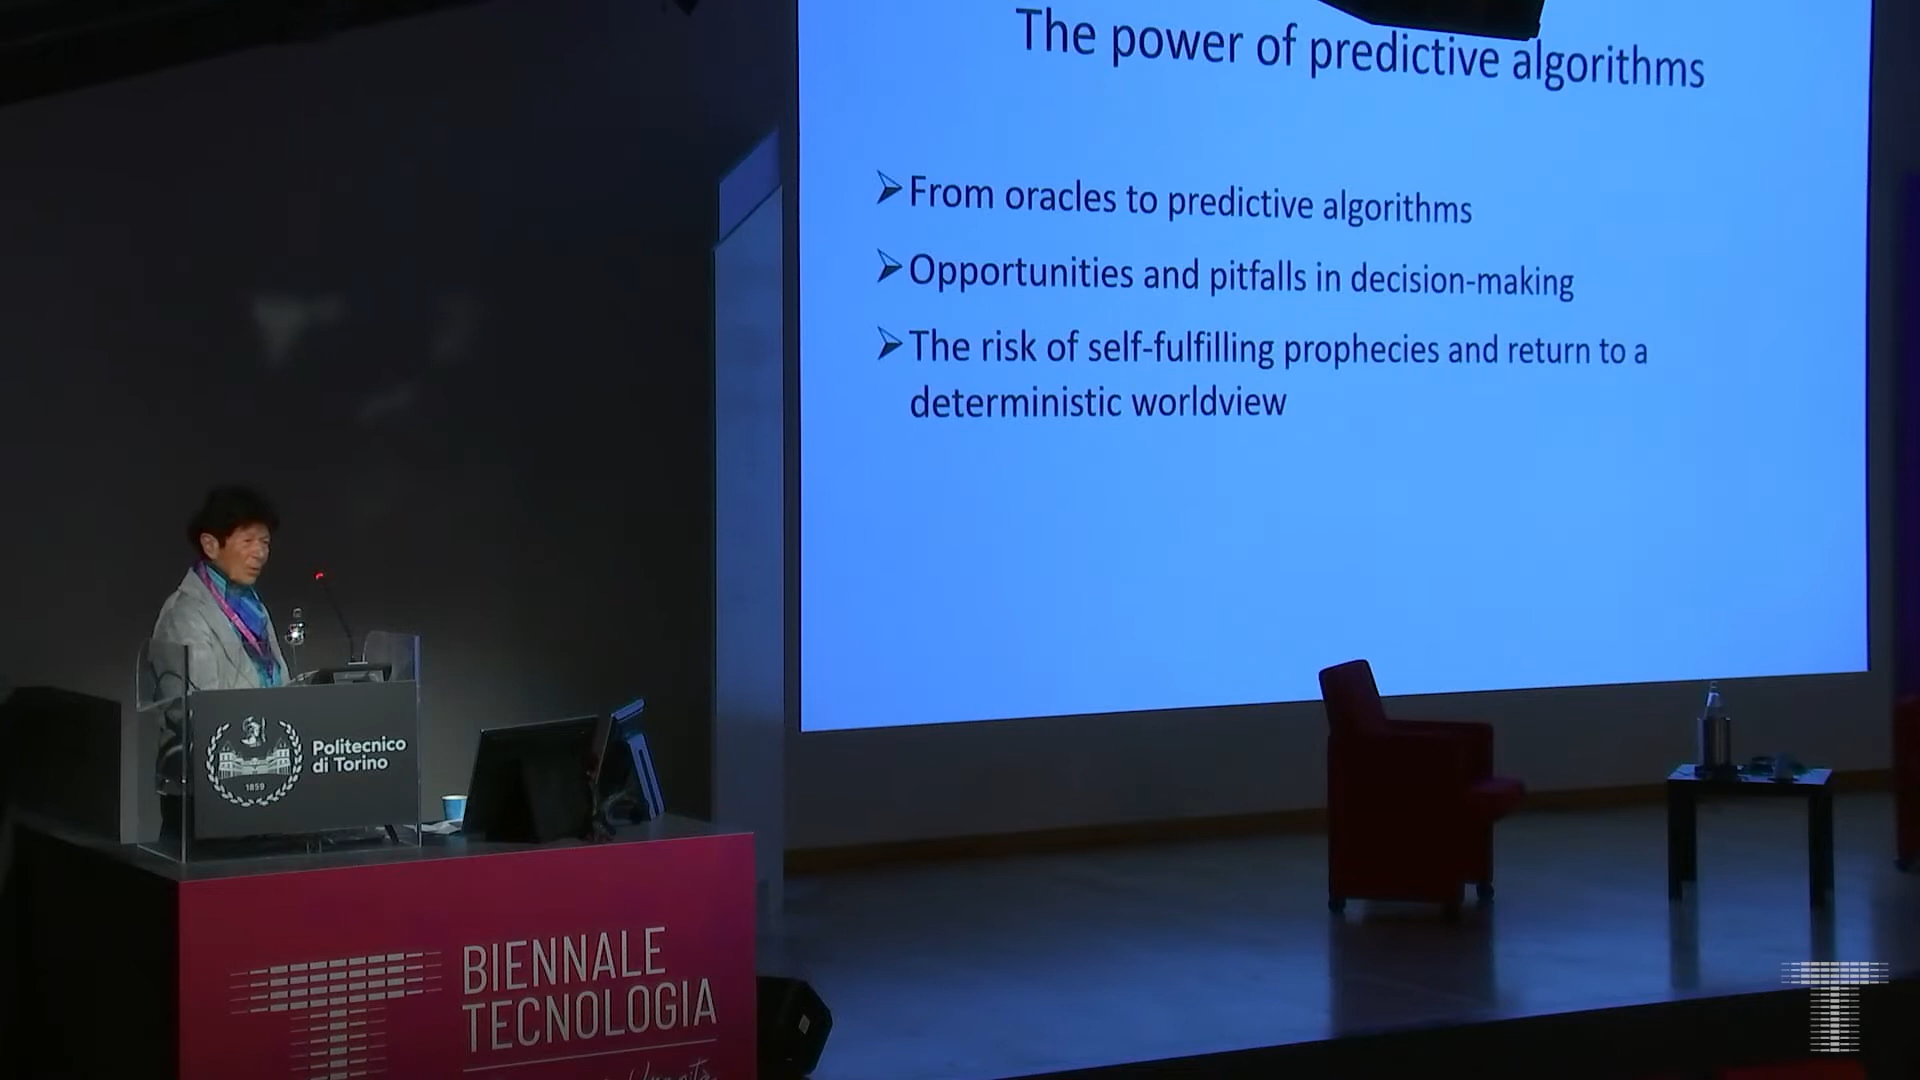 The power of predictive algorithms
➢From oracles to predictive algorithms
➢Opportunities and pitfalls in decision-making
➢The risk of self-fulfilling prophecies and return to a
deterministic worldview
Politecnico
di Torino
1859
BIENNALE
TECNOLOGIA